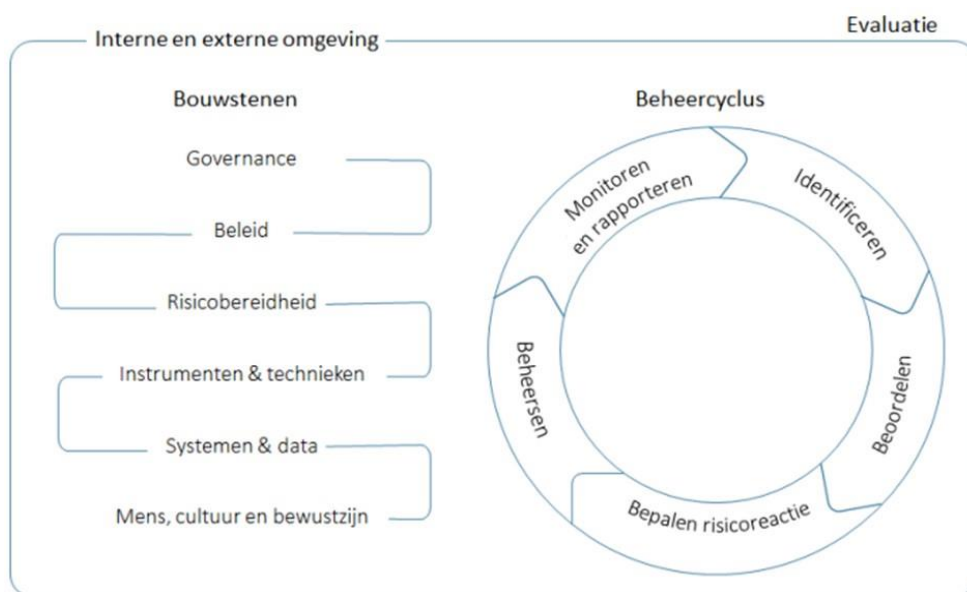 Evaluatie
Interne en externe omgeving
Bouwstenen
Governance
Beleid
Risicobereidheid
Instrumenten & technieken
Systemen & data
Mens, cultuur en bewustzijn
Beheercyclus
Identificeren
Beoordelen
Bepalen risicoreactie
Beheersen
Monitoren
en rapporteren